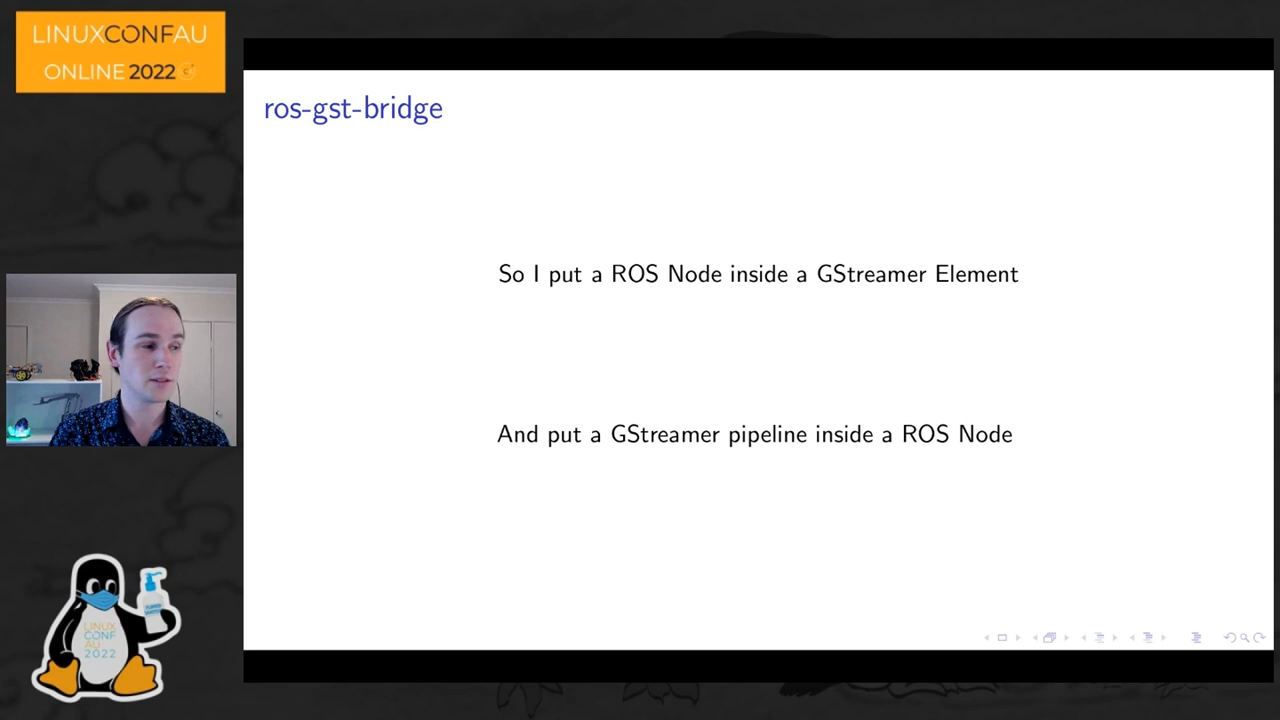 LINUXCONFAU
ONLINE 2022
ros-gst-bridge
So I put a ROS Node inside a GStreamer Element
And put a GStreamer pipeline inside a ROS Node
LINUX
CONF
AU
2022